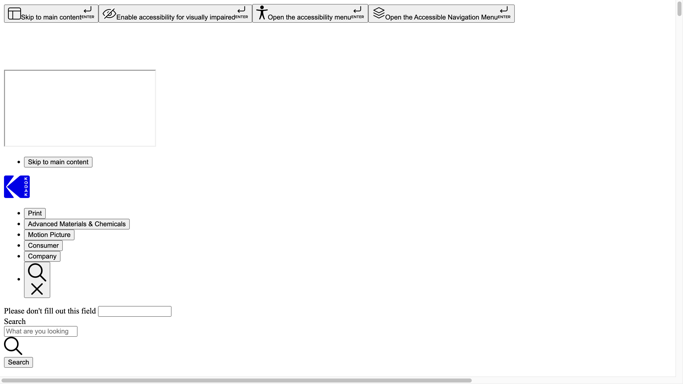 Skip to main content ENTER Enable accessibility for visually impaired ENTER Open the accessibility menu ENTER Open the Accessible Navigation Menu ENTER
Skip to main content
Kodak
Print
Advanced Materials & Chemicals
Motion Picture
Consumer
Company
Please don't fill out this field
Search
What are you looking
Search